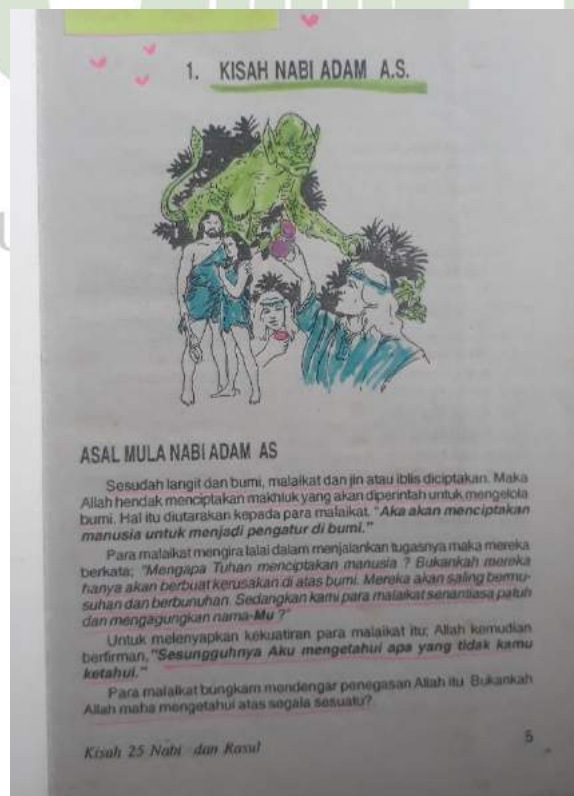 1. KISAH NABI ADAM A.S.
ASAL MULA NABI ADAM AS
Sesudah langit dan bumi, malaikat dan jin atau iblis diciptakan. Maka
Allah hendak menciptakan makhluk yang akan diperintah untuk mengelola
bumi. Hal itu diutarakan kepada para malaikat. "Aka akan menciptakan
manusia untuk menjadi pengatur di bumi."
Para malaikat mengira lalai dalam menjalankan tugasnya maka mereka
berkata; "Mengapa Tuhan menciptakan manusia ? Bukankah mereka
hanya akan berbuat kerusakan di atas bumi. Mereka akan saling bermu-
suhan dan berbunuhan. Sedangkan kami para malaikat senantiasa patuh
dan mengagungkan nama-Mu ?"
Untuk melenyapkan kekuatiran para malaikat itu; Allah kemudian
berfirman, "Sesungguhnya Aku mengetahui apa yang tidak kamu
ketahui."
Para malaikat bungkam mendengar penegasan Allah itu Bukankah
Allah maha mengetahui atas segala sesuatu?
Kisah 25 Nabi dan Rasul
5